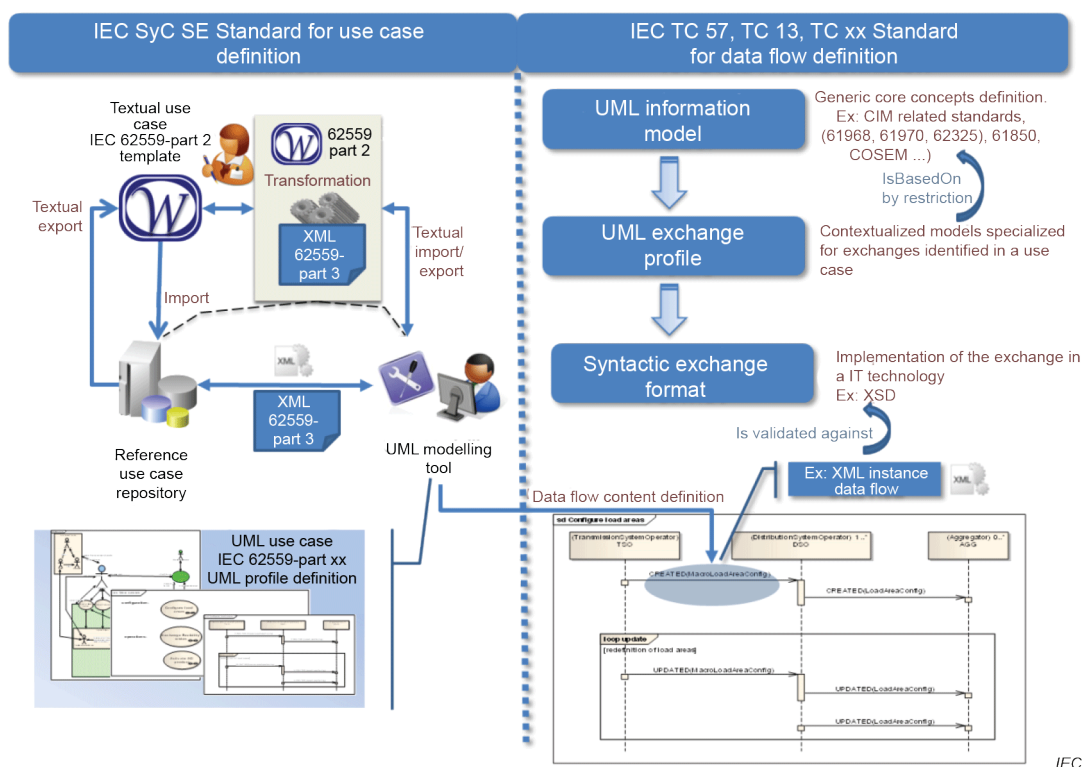 IEC SyC SE Standard for use case
definition
IEC TC 57, TC 13, TC xx Standard
for data flow definition
Textual use
case
IEC 62559-part 2
template
W
W
62559
part 2
Transformation
XML
62559-
part 3
Textual
export
Textual
import/
export
Import
XML
XML
62559-
part 3
Reference
use case
repository
UML modelling
tool
UML use case
IEC 62559-part xx
UML profile definition
UML information
model
Generic core concepts definition.
Ex: CIM related standards,
(61968, 61970, 62325), 61850,
COSEM ...)
IsBasedOn
by restriction
UML exchange
profile
Contextualized models specialized
for exchanges identified in a use
case
Syntactic exchange
format
Implementation of the exchange in
a IT technology
Ex: XSD
Is validated against
Ex: XML instance
data flow
XML
Data flow content definition
sd Configure load areas
(TransmissionSystemOperator)
TSO
(DistributionSystemOperator) 1..*
DSO
(Aggregator) 0..*
AGG
CREATED(MacroLoadAreaConfig)
CREATED(LoadAreaConfig)
loop update
[redefinition of load areas]
UPDATED(MacroLoadAreaConfig)
UPDATED(LoadAreaConfig)
UPDATED(LoadAreaConfig)
IEC